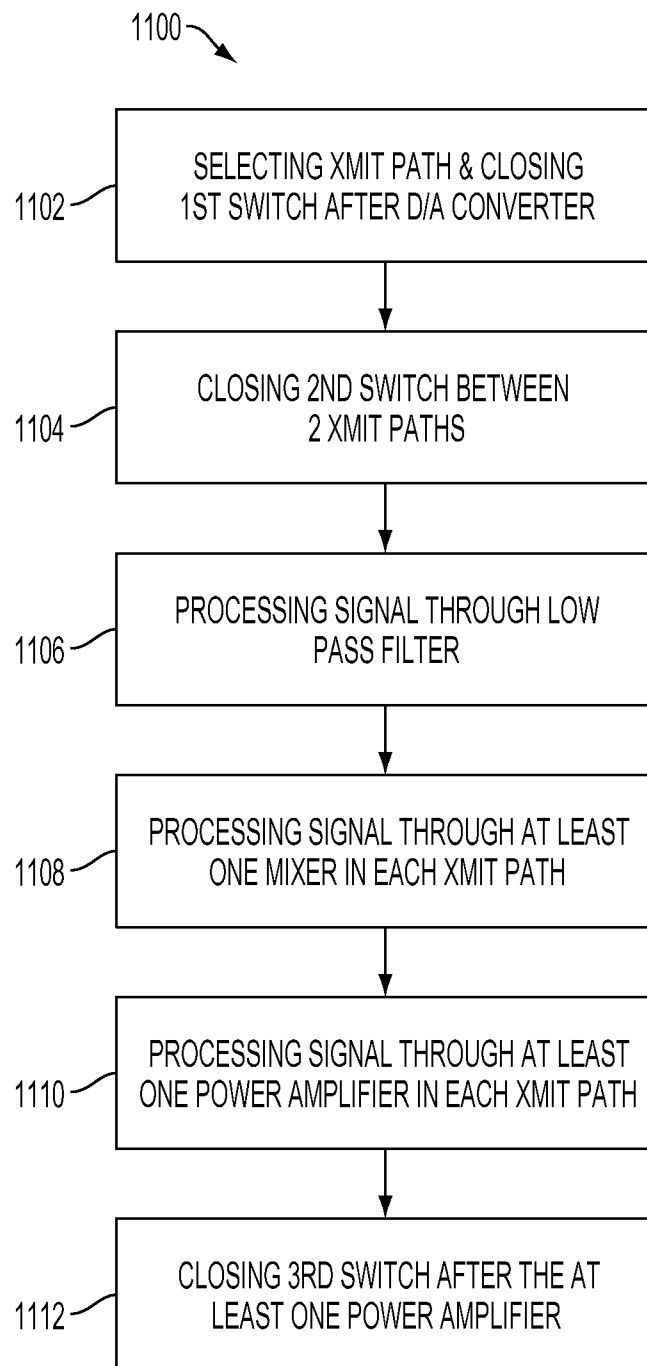 1100
1102
SELECTING XMIT PATH & CLOSING
1ST SWITCH AFTER D/A CONVERTER
1104
CLOSING 2ND SWITCH BETWEEN
2 XMIT PATHS
1106
PROCESSING SIGNAL THROUGH LOW
PASS FILTER
1108
PROCESSING SIGNAL THROUGH AT LEAST
ONE MIXER IN EACH XMIT PATH
1110
PROCESSING SIGNAL THROUGH AT LEAST
ONE POWER AMPLIFIER IN EACH XMIT PATH
1112
CLOSING 3RD SWITCH AFTER THE AT
LEAST ONE POWER AMPLIFIER